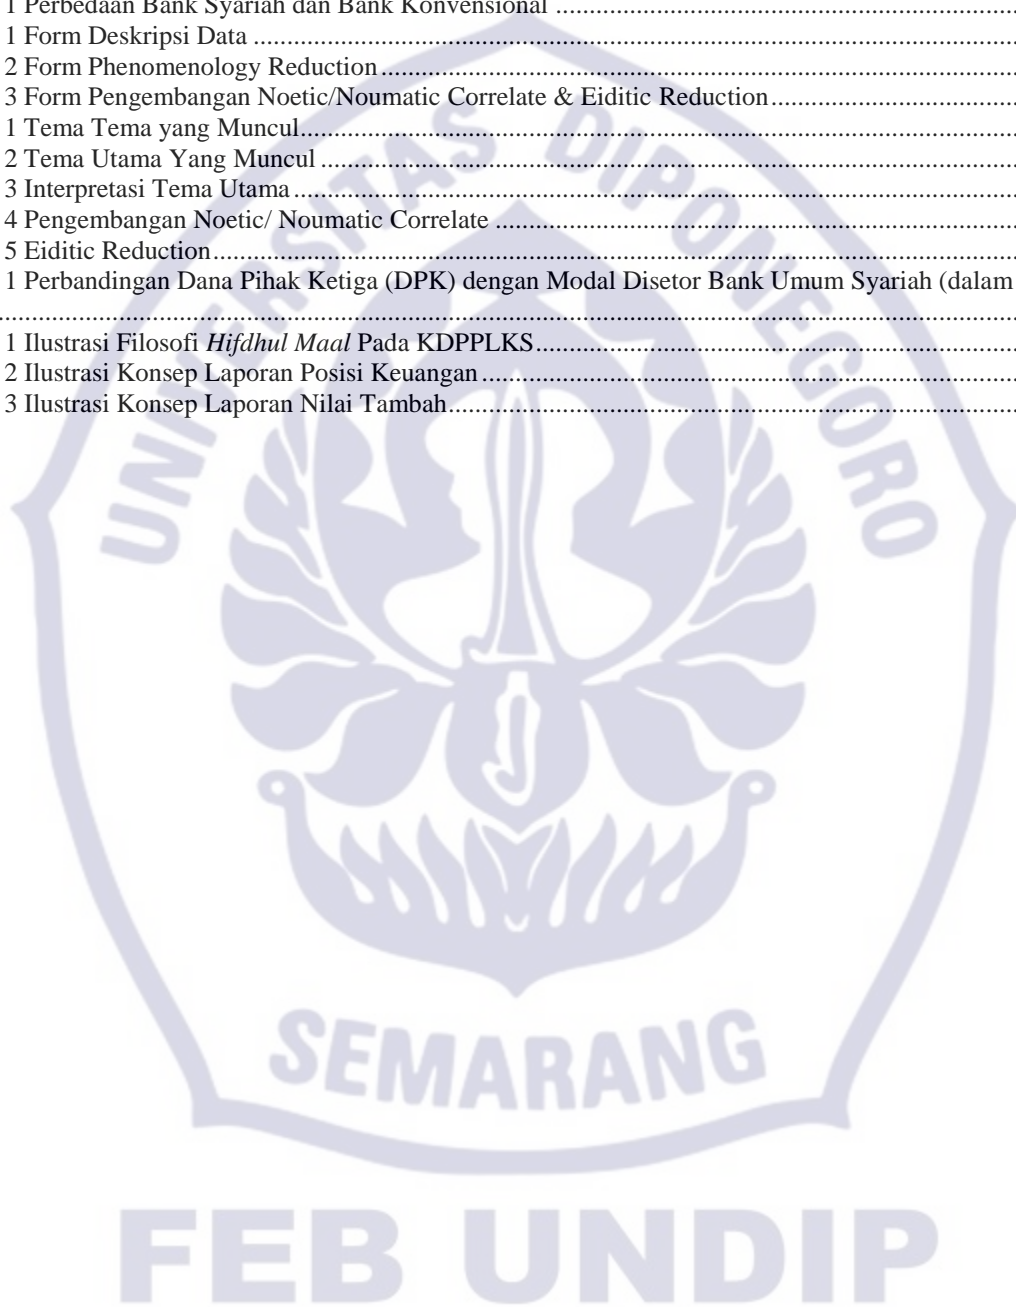 1 Perbedaan Bank Syariah dan Bank Konvensional ........................................................................
1 Form Deskripsi Data ........................................................................
2 Form Phenomenology Reduction ........................................................................
3 Form Pengembangan Noetic/Noumatic Correlate & Eiditic Reduction ........................................
1 Tema Tema yang Muncul ........................................................................
2 Tema Utama Yang Muncul ........................................................................
3 Interpretasi Tema Utama ........................................................................
4 Pengembangan Noetic/ Noumatic Correlate ........................................................................
5 Eiditic Reduction ........................................................................
1 Perbandingan Dana Pihak Ketiga (DPK) dengan Modal Disetor Bank Umum Syariah (dalam
........................................................................
1 Ilustrasi Filosofi Hifdhul Maal Pada KDPPLKS ........................................................................
2 Ilustrasi Konsep Laporan Posisi Keuangan ........................................................................
3 Ilustrasi Konsep Laporan Nilai Tambah ........................................................................
UNIVERSITAS DIPONEGORO
SEMARANG
FEB UNDIP